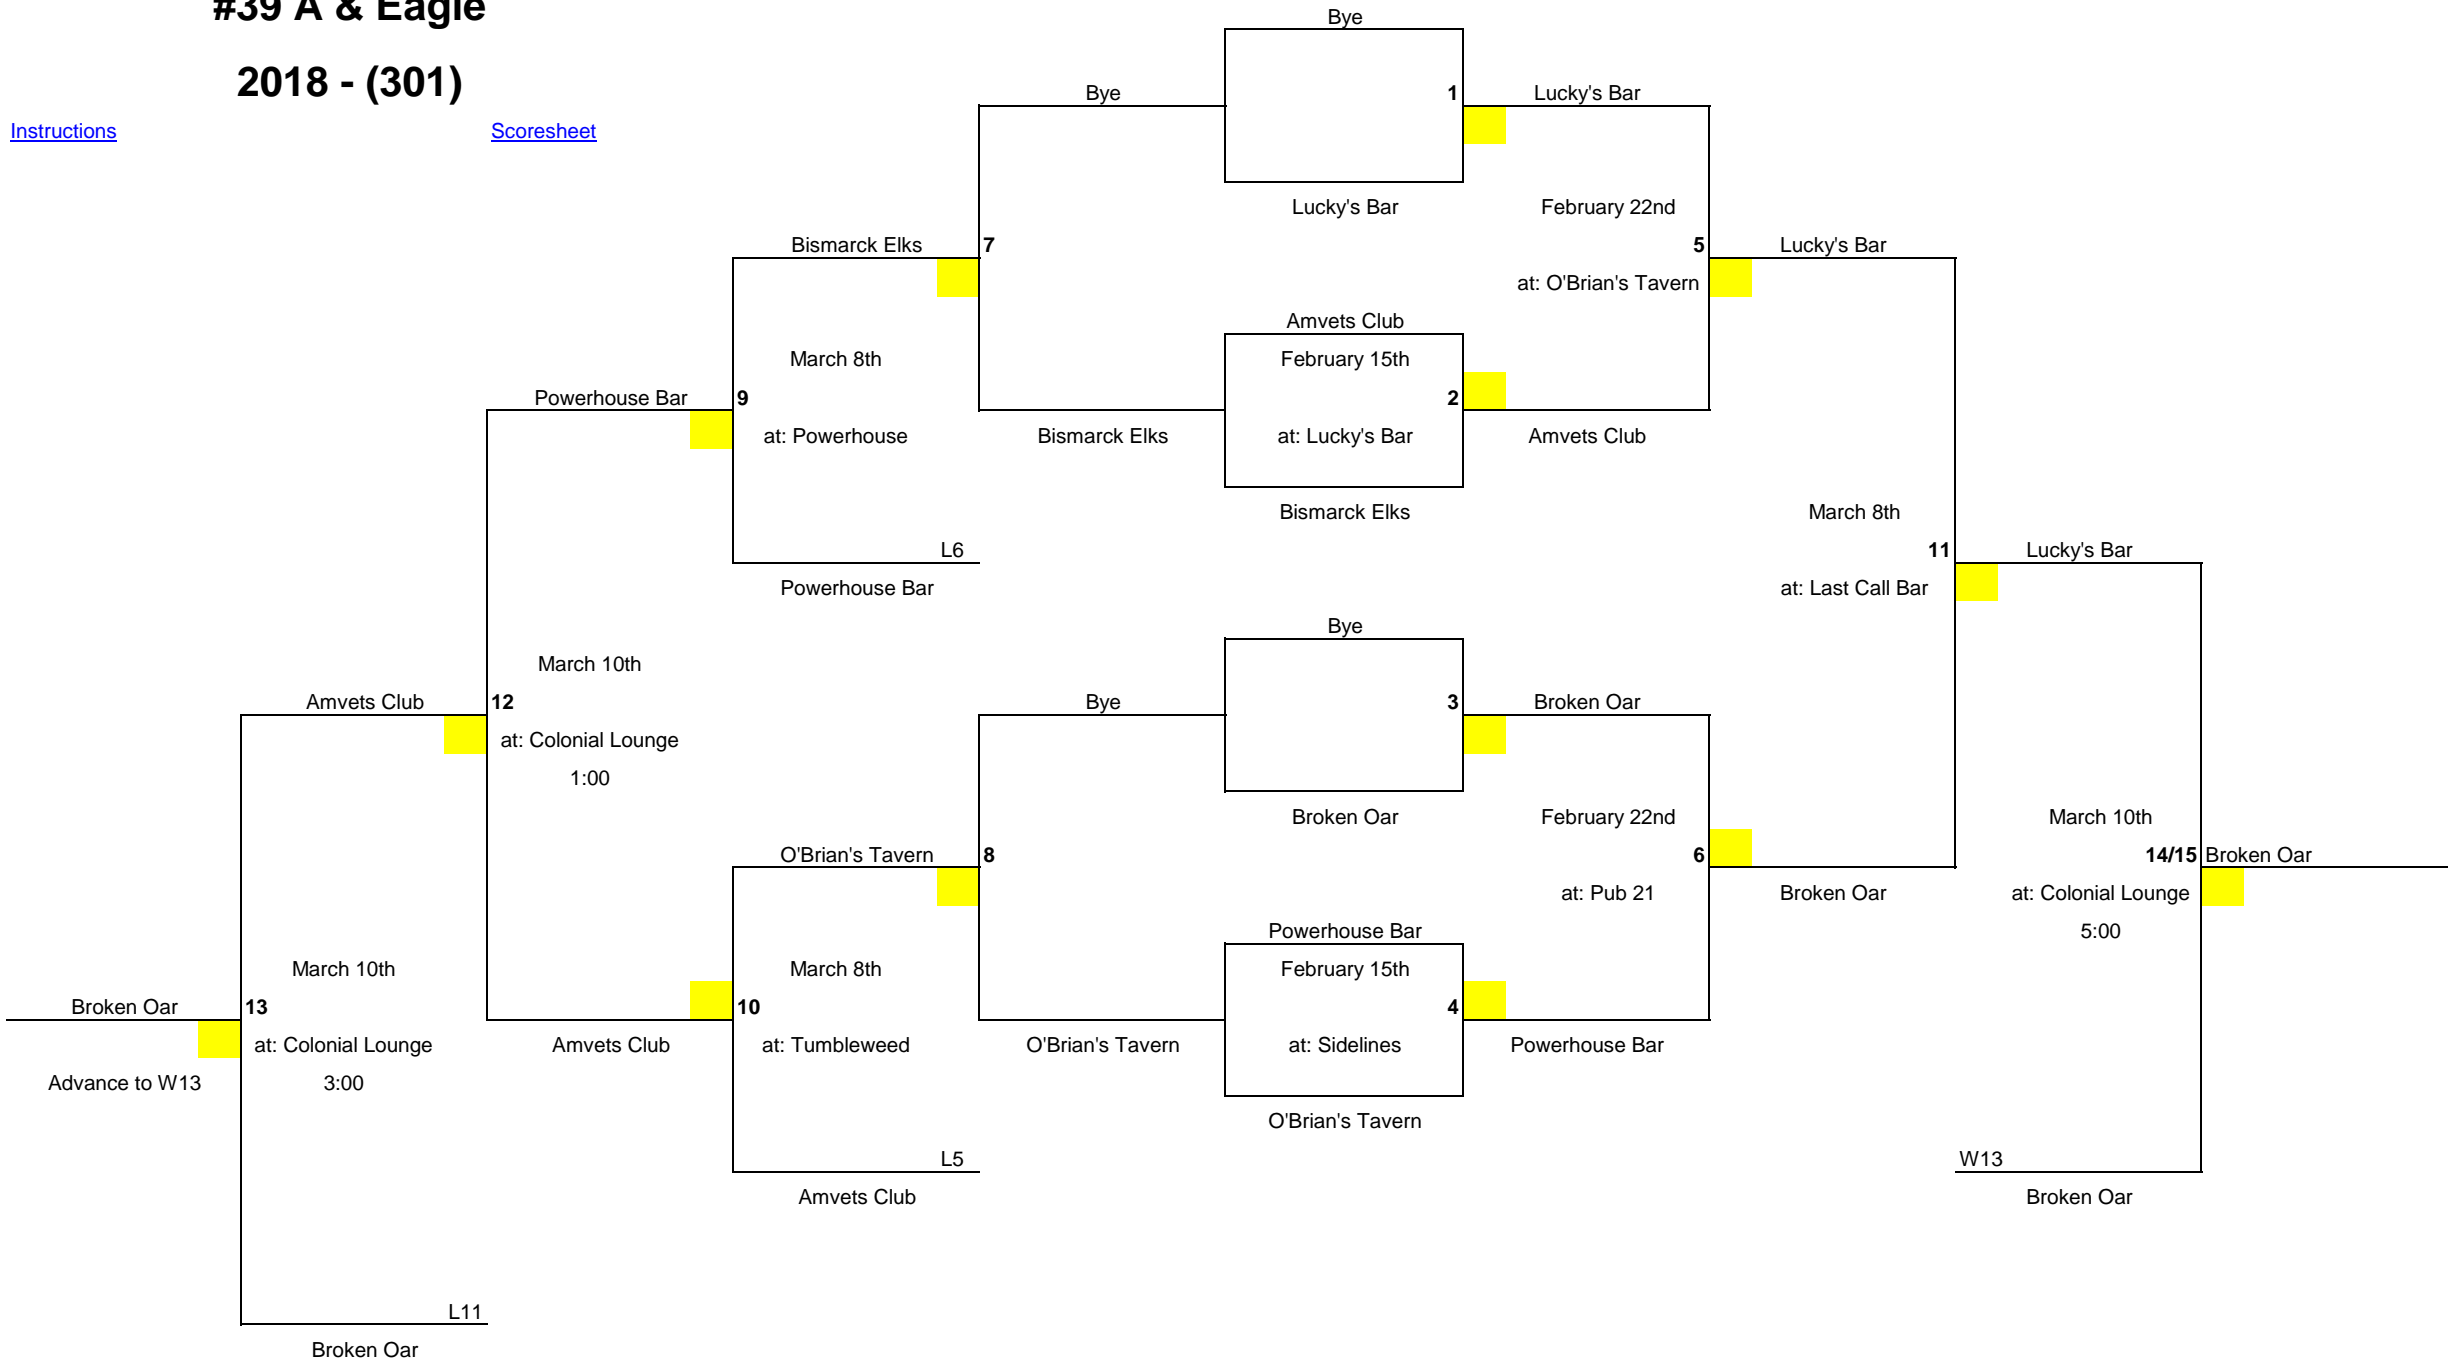 #39 A & Eagle
2018 - (301)
Instructions
Scoresheet
Bye
Bye
1
Lucky's Bar
Lucky's Bar
February 22nd
Bismarck Elks
7
5
Lucky's Bar
at: O'Brian's Tavern
Amvets Club
March 8th
February 15th
Powerhouse Bar
9
2
at: Powerhouse
Bismarck Elks
at: Lucky's Bar
Amvets Club
Bismarck Elks
March 8th
L6
11
Lucky's Bar
Powerhouse Bar
at: Last Call Bar
Bye
March 10th
Amvets Club
12
Bye
3
Broken Oar
at: Colonial Lounge
1:00
Broken Oar
February 22nd
March 10th
O'Brian's Tavern
8
6
14/15
Broken Oar
at: Pub 21
Broken Oar
at: Colonial Lounge
Powerhouse Bar
5:00
March 10th
March 8th
February 15th
Broken Oar
13
10
4
at: Colonial Lounge
Amvets Club
at: Tumbleweed
O'Brian's Tavern
at: Sidelines
Powerhouse Bar
Advance to W13
3:00
O'Brian's Tavern
L5
W13
Amvets Club
Broken Oar
L11
Broken Oar